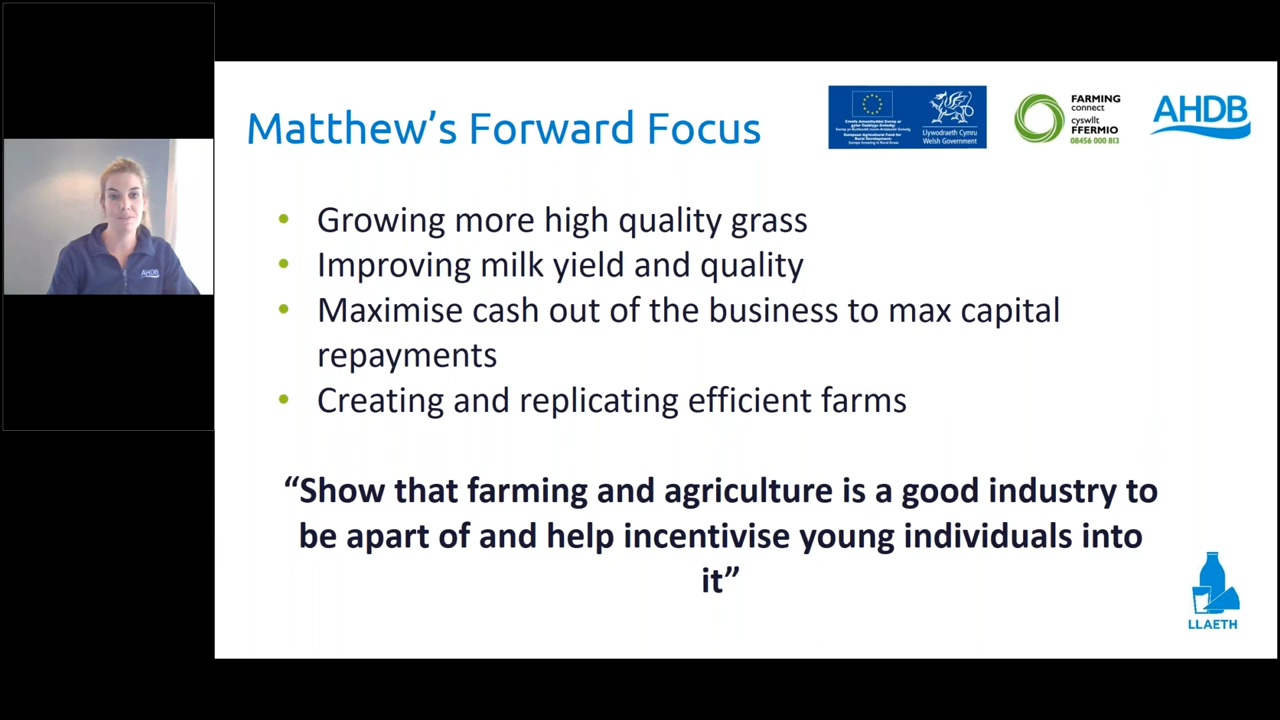 Matthew's Forward Focus
Llywodraeth Cymru
Welsh Government
FARMING
connect
cyswllt
FFERMIO
08456 000 813
AHDB
• Growing more high quality grass
• Improving milk yield and quality
• Maximise cash out of the business to max capital
repayments
• Creating and replicating efficient farms
“Show that farming and agriculture is a good industry to
be apart of and help incentivise young individuals into
it”
AHDB
LLAETH